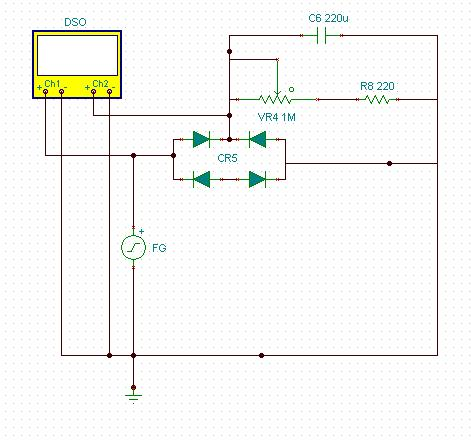 C6 220u
DSO
Ch1
Ch2
+ - + -
R8 220
VR4 1M
CR5
+
FG